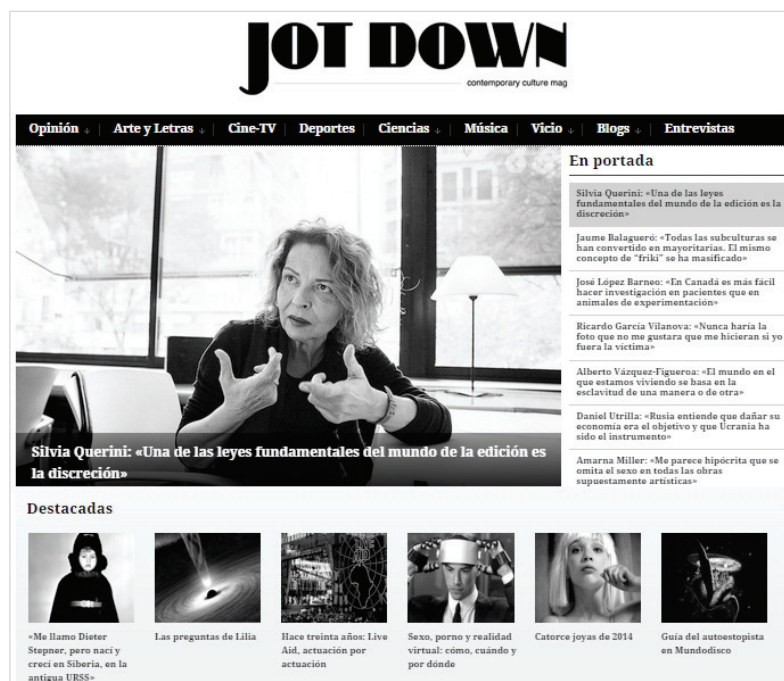 JOT DOWN
contemporary culture mag
Opinión
Arte y Letras
Cine-TV
Deportes
Ciencias
Música
Vicio
Blogs
Entrevistas
Silvia Querini: «Una de las leyes fundamentales del mundo de la edición es
la discreción»
En portada
Silvia Querini: «Una de las leyes
fundamentales del mundo de la edición es la
discreción»
Jaume Balagueró: «Todas las subculturas se
han convertido en mayoritarias. El mismo
concepto de "friki" se ha masificado»
José López Barneo: «En Canadá es más fácil
hacer investigación en pacientes que en
animales de experimentación»
Ricardo García Vilanova: «Nunca haría la
foto que no me gustara que me hicieran si yo
fuera la víctima»
Alberto Vázquez-Figueroa: «El mundo en el
que estamos viviendo se basa en la
esclavitud de una manera o de otra»
Daniel Utrilla: «Rusia entiende que dañar su
economía era el objetivo y que Ucrania ha
sido el instrumento»
Amarna Miller: «Me parece hipócrita que se
omita el sexo en todas las obras
supuestamente artísticas»
Destacadas
«Me llamo Dieter
Stepner, pero nací y
crecí en Siberia, en la
antigua URSS»
Las preguntas de Lilia
Hace treinta años: Live
Aid, actuación por
actuación
Sexo, porno y realidad
virtual: cómo, cuándo y
por dónde
Catorce joyas de 2014
Guía del autoestopista
en Mundodisco